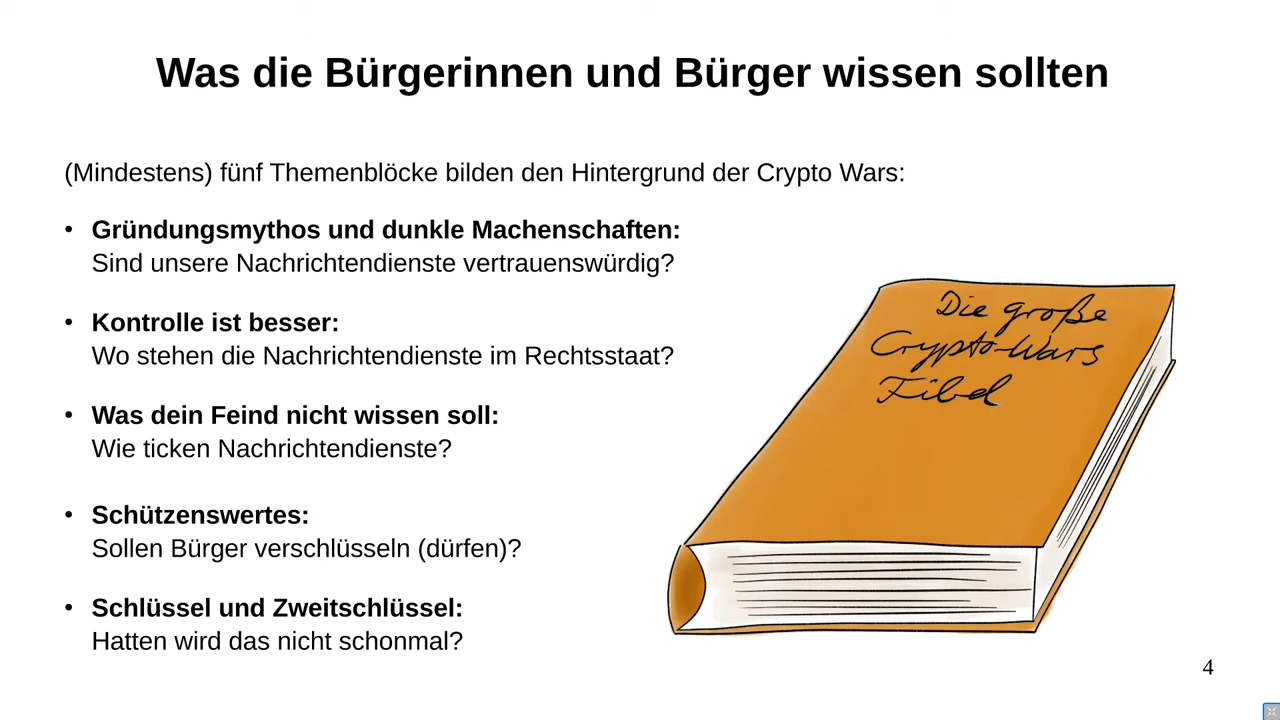 Was die Bürgerinnen und Bürger wissen sollten
(Mindestens) fünf Themenblöcke bilden den Hintergrund der Crypto Wars:
• Gründungsmythos und dunkle Machenschaften:
Sind unsere Nachrichtendienste vertrauenswürdig?
• Kontrolle ist besser:
Wo stehen die Nachrichtendienste im Rechtsstaat?
• Was dein Feind nicht wissen soll:
Wie ticken Nachrichtendienste?
• Schützenswertes:
Sollen Bürger verschlüsseln (dürfen)?
• Schlüssel und Zweitschlüssel:
Hatten wird das nicht schonmal?
Die große
Crypto-Wars
Fibel
4